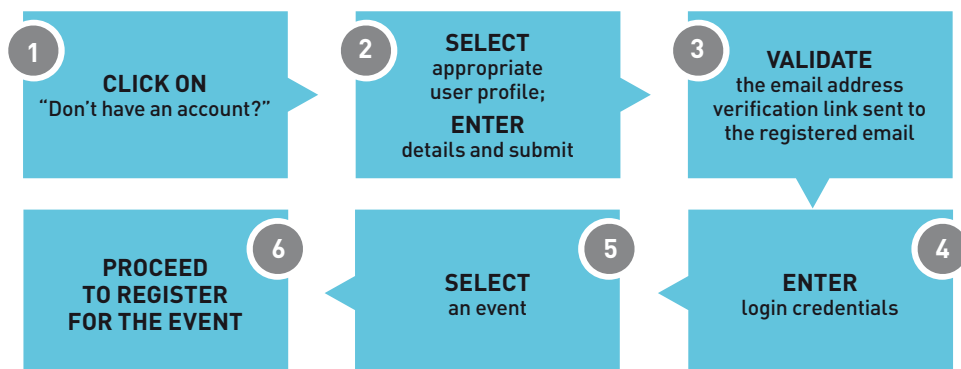 1
CLICK ON
“Don’t have an account?”
2
SELECT
appropriate
user profile;
ENTER
details and submit
3
VALIDATE
the email address
verification link sent to
the registered email
4
ENTER
login credentials
5
SELECT
an event
6
PROCEED
TO REGISTER
FOR THE EVENT